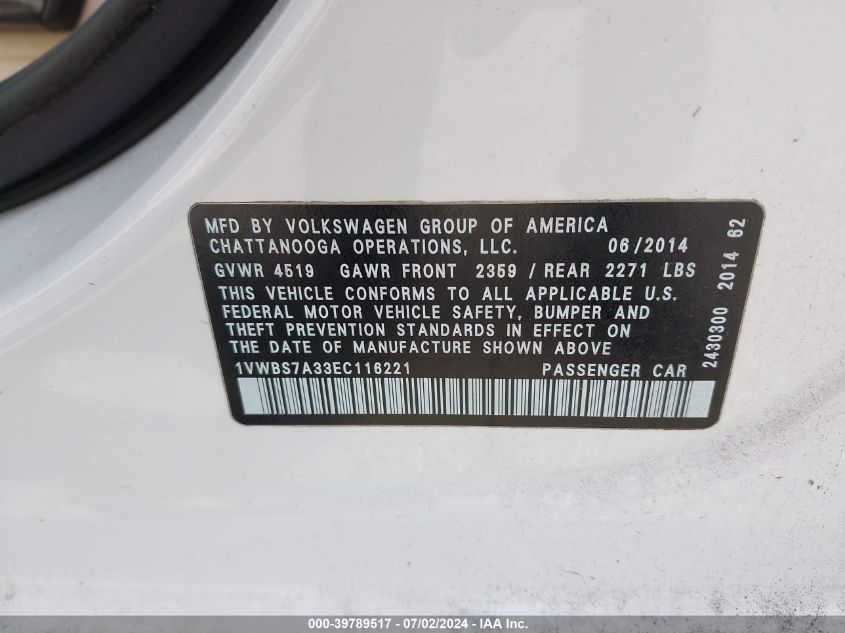 MFD BY VOLKSWAGEN GROUP OF AMERICA
CHATTANOOGA OPERATIONS, LLC. 06/2014
GVWR 4519 GAWR FRONT 2359 / REAR 2271 LBS
THIS VEHICLE CONFORMS TO ALL APPLICABLE U.S.
FEDERAL MOTOR VEHICLE SAFETY, BUMPER AND
THEFT PREVENTION STANDARDS IN EFFECT ON
THE DATE OF MANUFACTURE SHOWN ABOVE
1VWBS7A33EC116221 PASSENGER CAR
2430300 2014 62
000-39789517 - 07/02/2024 - IAA Inc.